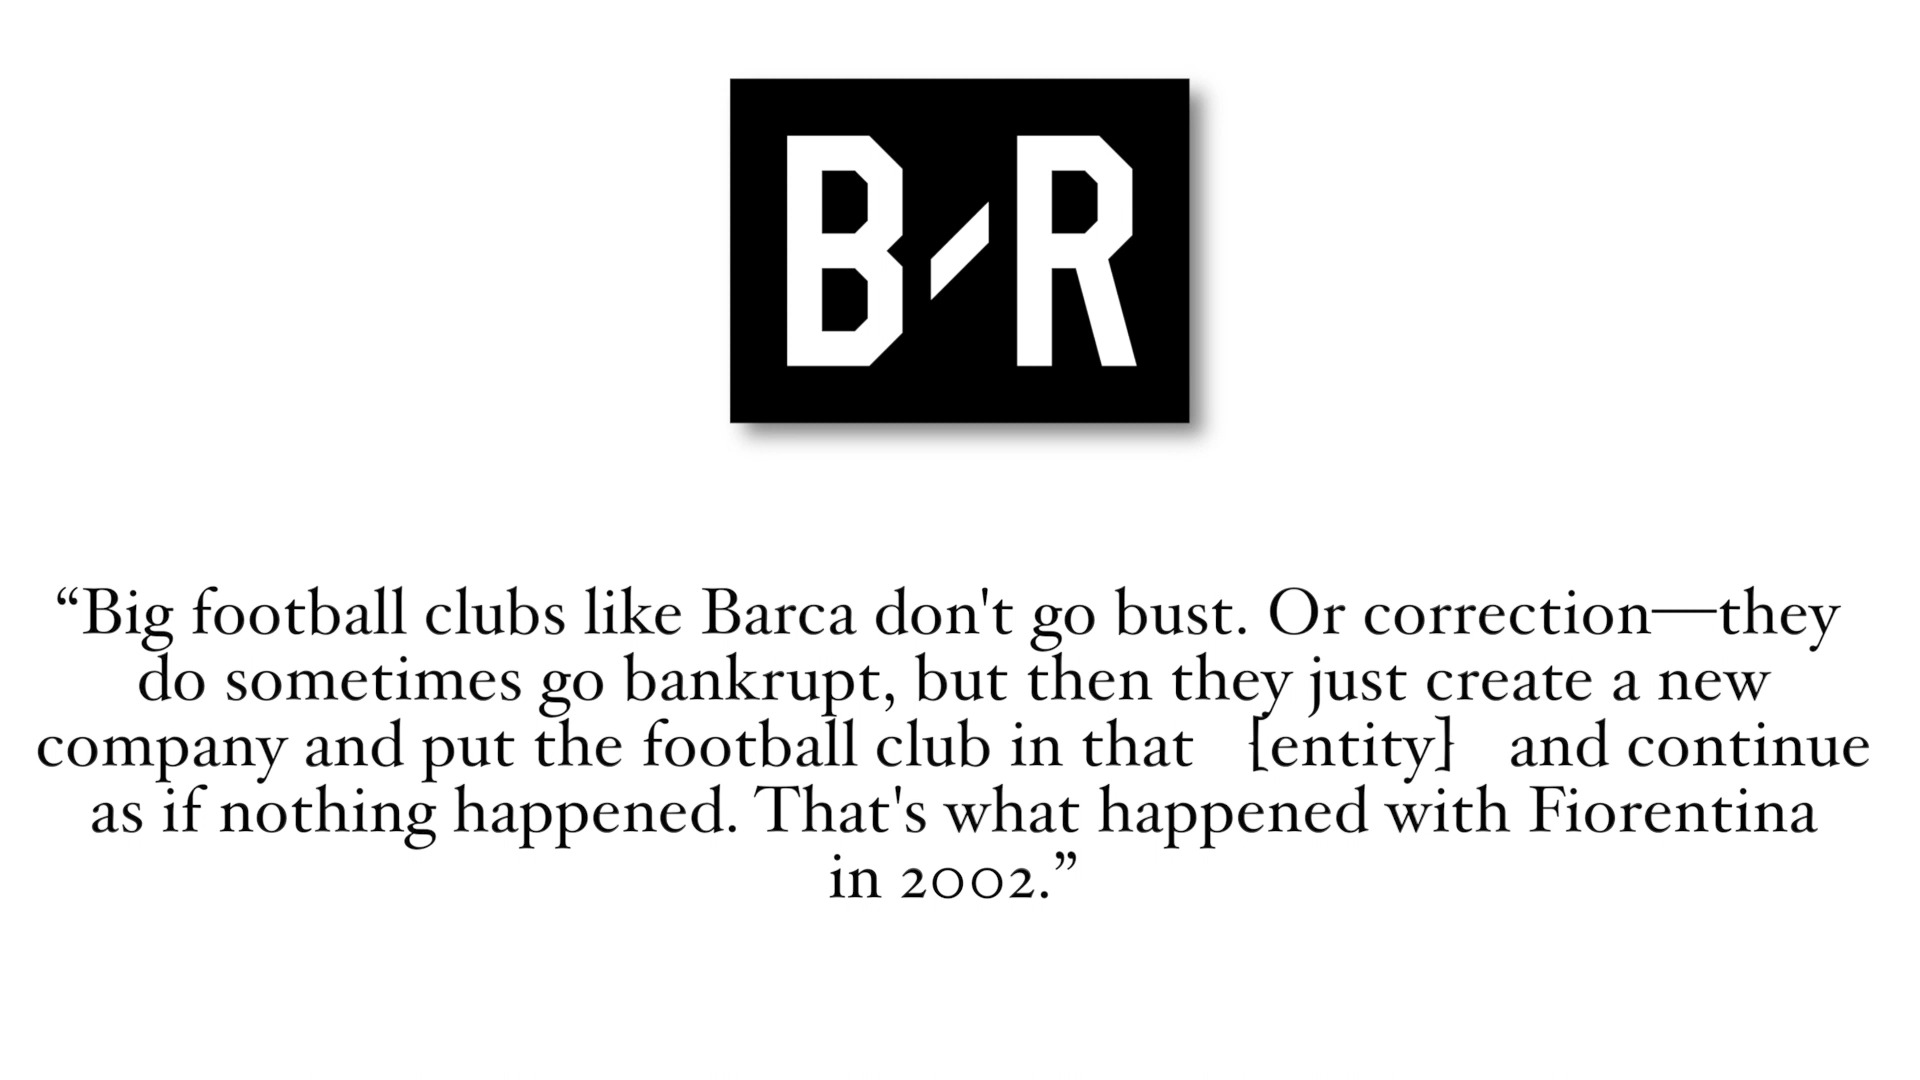 B/R
“Big football clubs like Barca don't go bust. Or correction—they
do sometimes go bankrupt, but then they just create a new
company and put the football club in that [entity] and continue
as if nothing happened. That's what happened with Fiorentina
in 2002.”